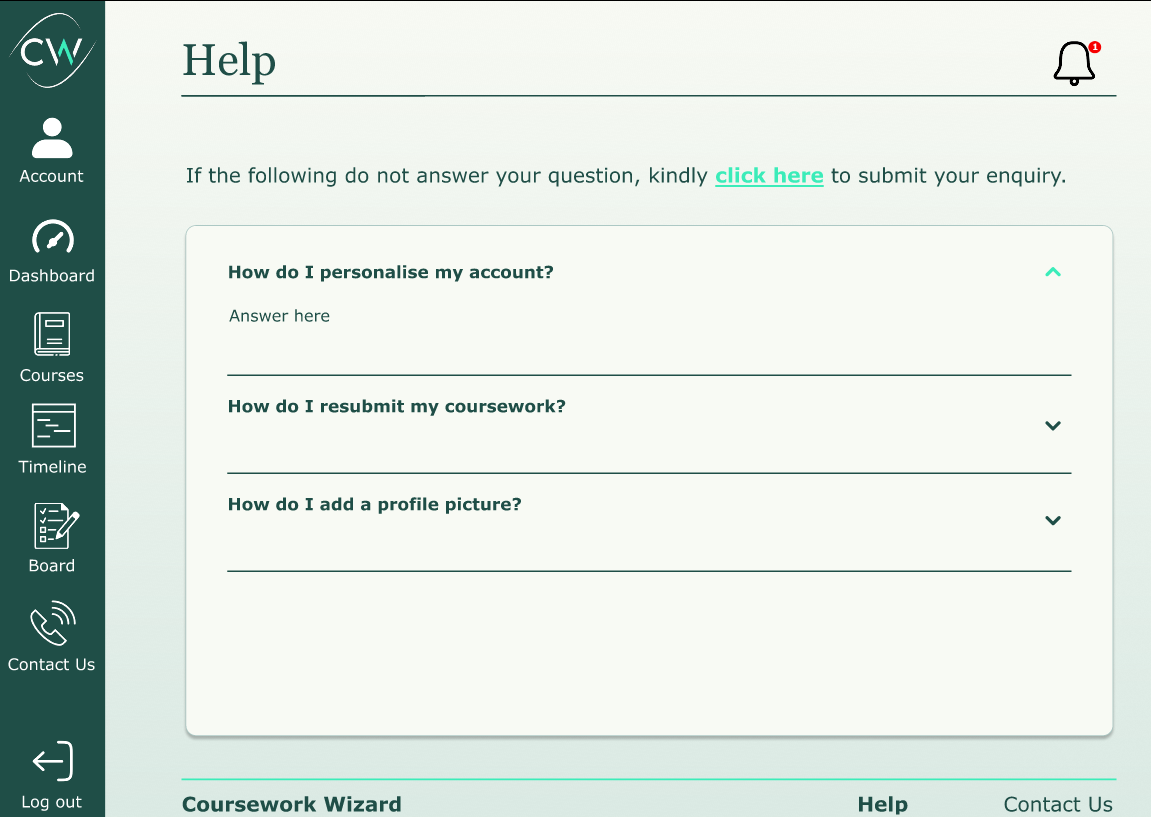 CW
Account
Dashboard
Courses
Timeline
Board
Contact Us
Log out
Help
1
If the following do not answer your question, kindly click here to submit your enquiry.
How do I personalise my account?
Answer here
How do I resubmit my coursework?
How do I add a profile picture?
Coursework Wizard
Help
Contact Us